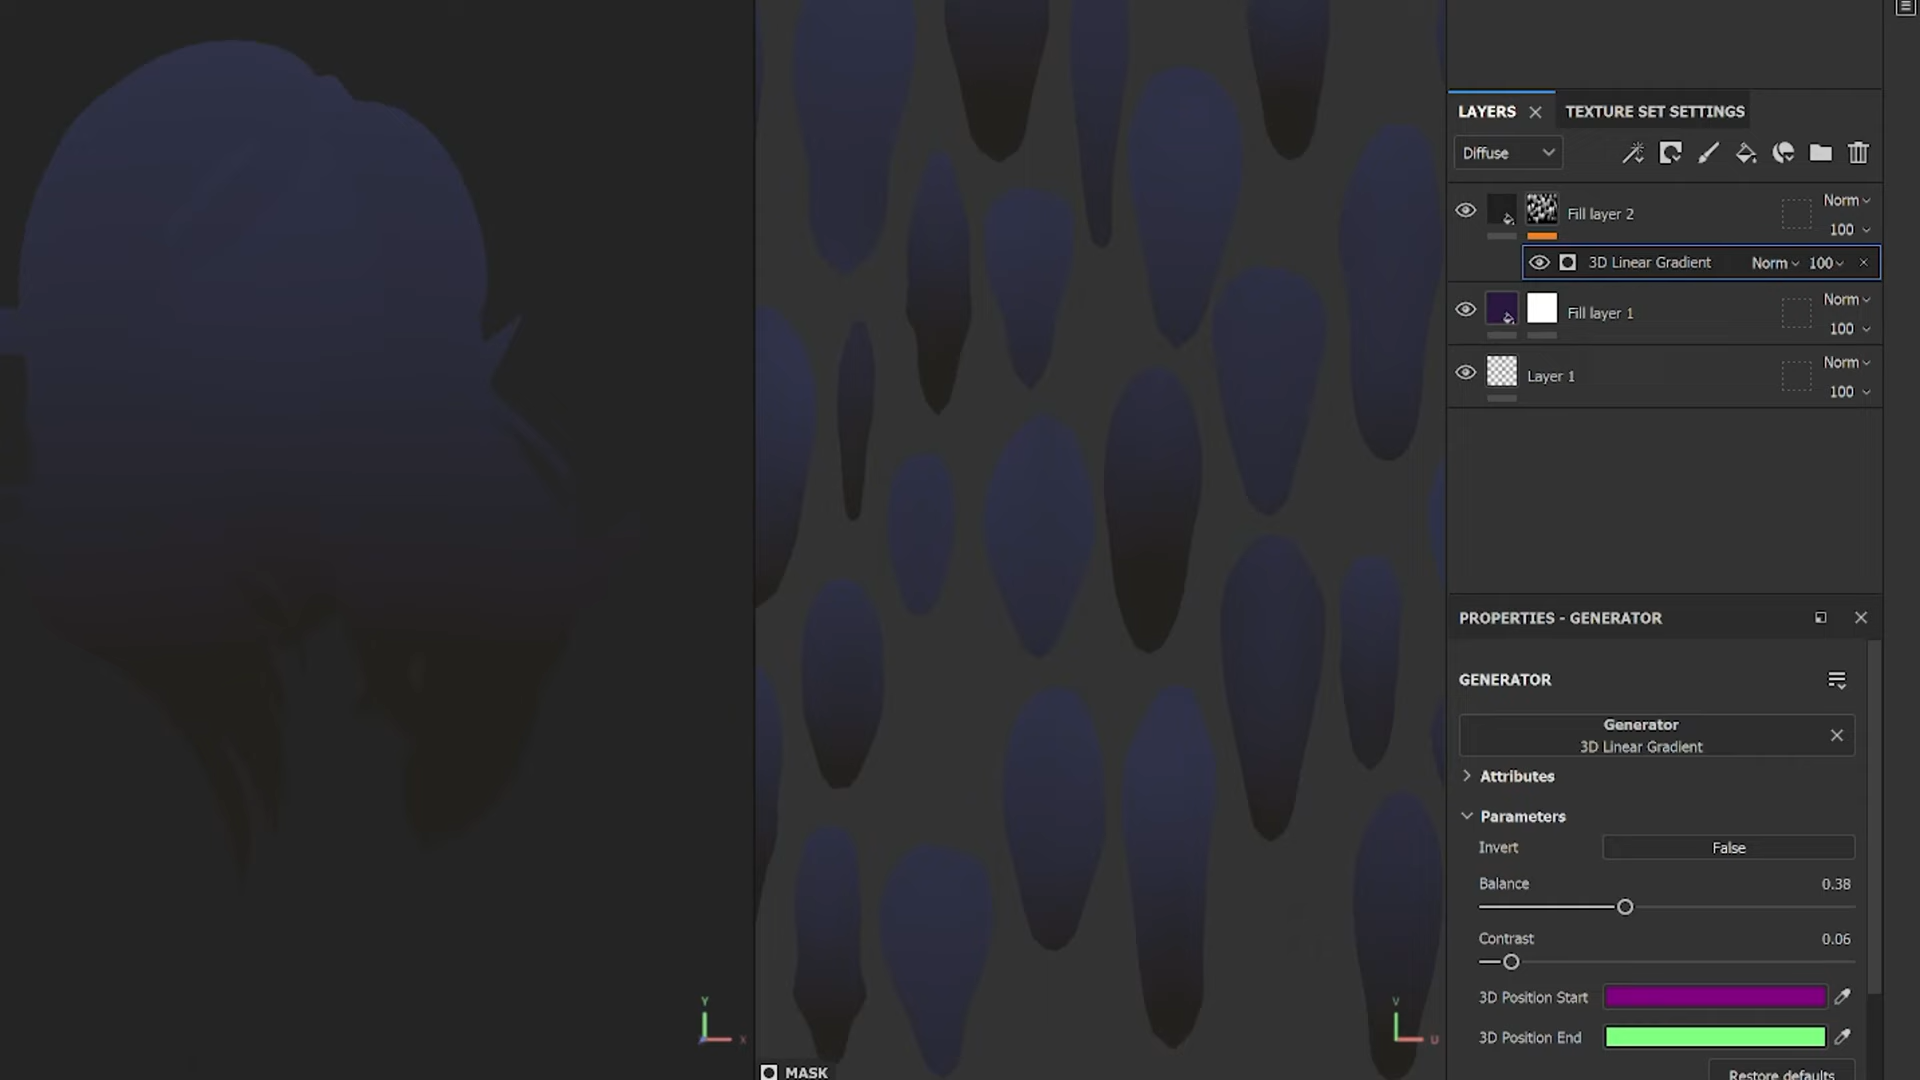 LAYERS
TEXTURE SET SETTINGS
Diffuse
Fill layer 2
Norm
100
3D Linear Gradient
Norm
100
Fill layer 1
Norm
100
Layer 1
Norm
100
PROPERTIES - GENERATOR
GENERATOR
Generator
3D Linear Gradient
Attributes
Parameters
Invert
False
Balance
0.38
Contrast
0.06
3D Position Start
3D Position End
Restore defaults
Y
X
V
U
MASK